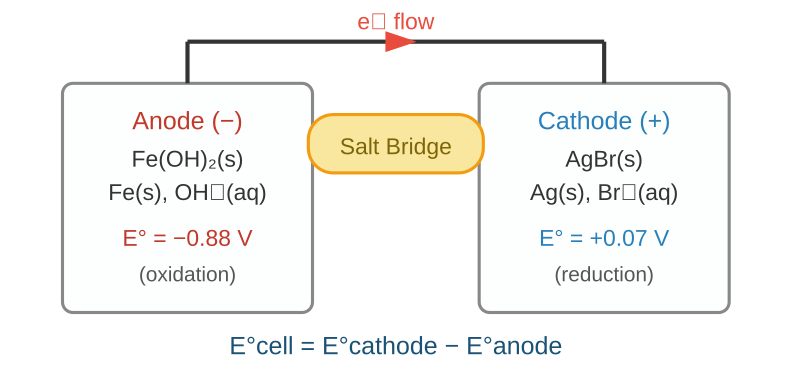 e▯ flow
Anode (−)
Fe(OH)₂(s)
Fe(s), OH▯(aq)
E° = −0.88 V
(oxidation)
Salt Bridge
Cathode (+)
AgBr(s)
Ag(s), Br▯(aq)
E° = +0.07 V
(reduction)
E°cell = E°cathode − E°anode